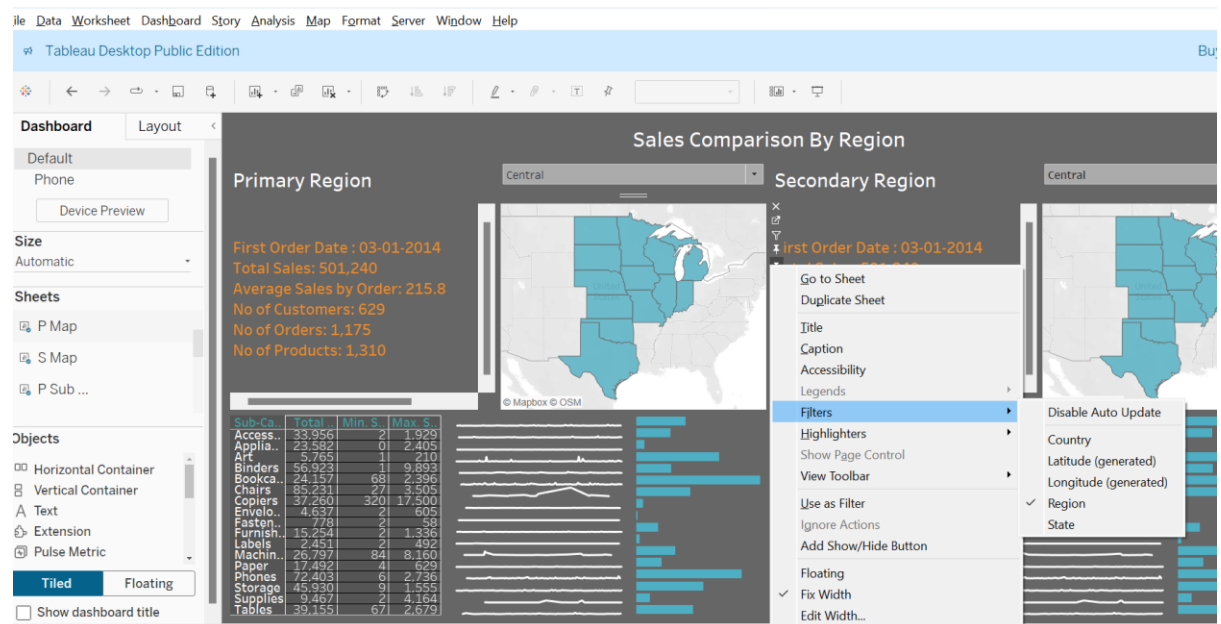 ile Data Worksheet Dashboard Story Analysis Map Format Server Window Help
Tableau Desktop Public Edition
Buy
Dashboard Layout
Default
Phone
Device Preview
Size
Automatic
Sheets
P Map
S Map
P Sub ...
Objects
Horizontal Container
Vertical Container
Text
Extension
Pulse Metric
Tiled Floating
Show dashboard title
Sales Comparison By Region
Primary Region
Central
Secondary Region
Central
First Order Date : 03-01-2014
Total Sales: 501,240
Average Sales by Order: 215.8
No of Customers: 629
No of Orders: 1,175
No of Products: 1,310
© Mapbox © OSM
irst Order Date : 03-01-2014
Sub-Ca.. Total .. Min. S.. Max. S..
Access.. 33,956 2 1,929
Applia.. 23,582 0 2,405
Art 5,765 1 210
Binders 56,923 1 9,893
Bookca.. 24,157 68 2,396
Chairs 85,231 27 3,505
Copiers 37,260 320 17,500
Envelo.. 4,637 2 605
Fasten.. 778 2 58
Furnish.. 15,254 2 1,336
Labels 2,451 2 492
Machin.. 26,797 84 8,160
Paper 17,492 4 629
Phones 72,403 6 2,736
Storage 45,930 9 1,555
Supplies 9,467 2 4,164
Tables 39,155 67 2,679
Go to Sheet
Duplicate Sheet
Title
Caption
Accessibility
Legends
Filters
Highlighters
Show Page Control
View Toolbar
Use as Filter
Ignore Actions
Add Show/Hide Button
Floating
Fix Width
Edit Width...
Disable Auto Update
Country
Latitude (generated)
Longitude (generated)
Region
State